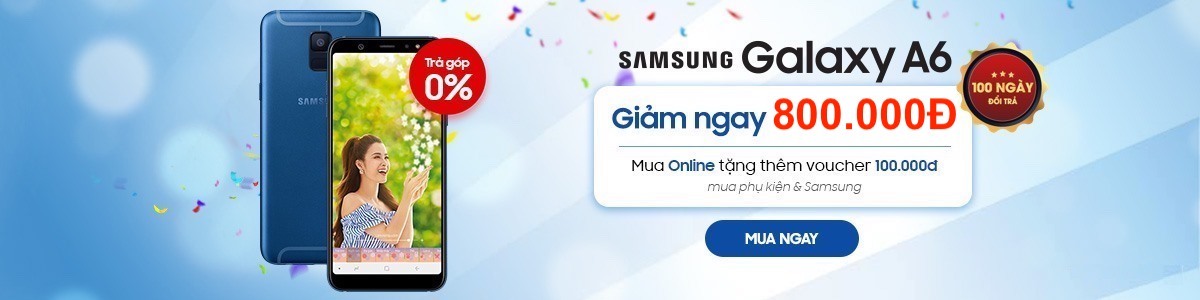 SAMSUNG
Trả góp
0%
SAMSUNG Galaxy A6
100 NGÀY
ĐỔI TRẢ
Giảm ngay 800.000Đ
Mua Online tặng thêm voucher 100.000đ
mua phụ kiện & Samsung
MUA NGAY